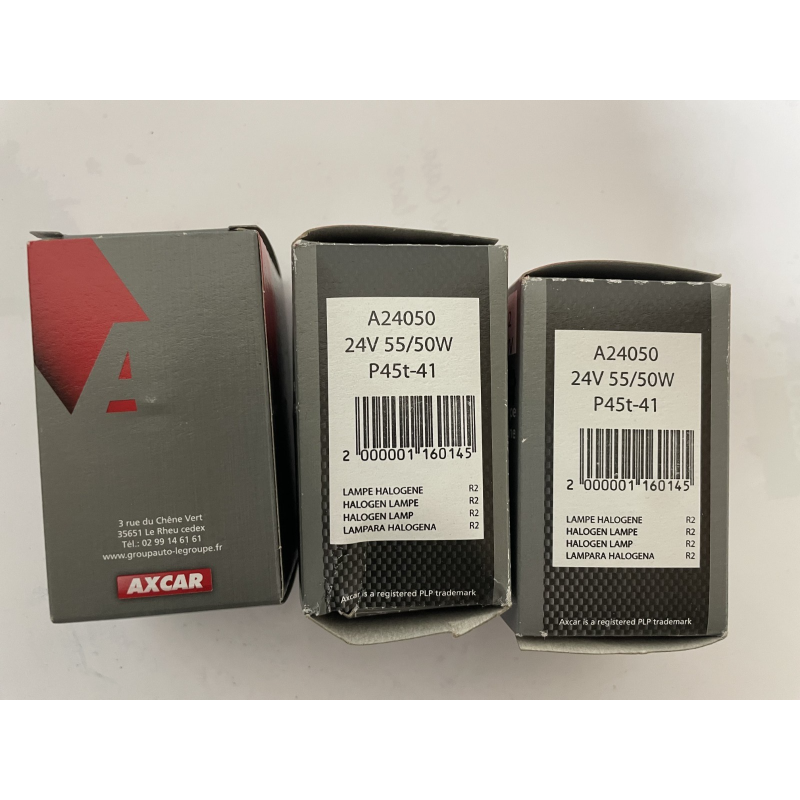 A
3 rue du Chêne Vert
35651 Le Rheu cedex
Tél.: 02 99 14 61 61
www.groupauto-legroupe.fr
AXCAR
A24050
24V 55/50W
P45t-41
2 000001 160145
LAMPE HALOGENE R2
HALOGEN LAMPE R2
HALOGEN LAMP R2
LAMPARA HALOGENA R2
Axcar is a registered PLP trademark
A24050
24V 55/50W
P45t-41
2 000001 160145
LAMPE HALOGENE R2
HALOGEN LAMPE R2
HALOGEN LAMP R2
LAMPARA HALOGENA R2
Axcar is a registered PLP trademark